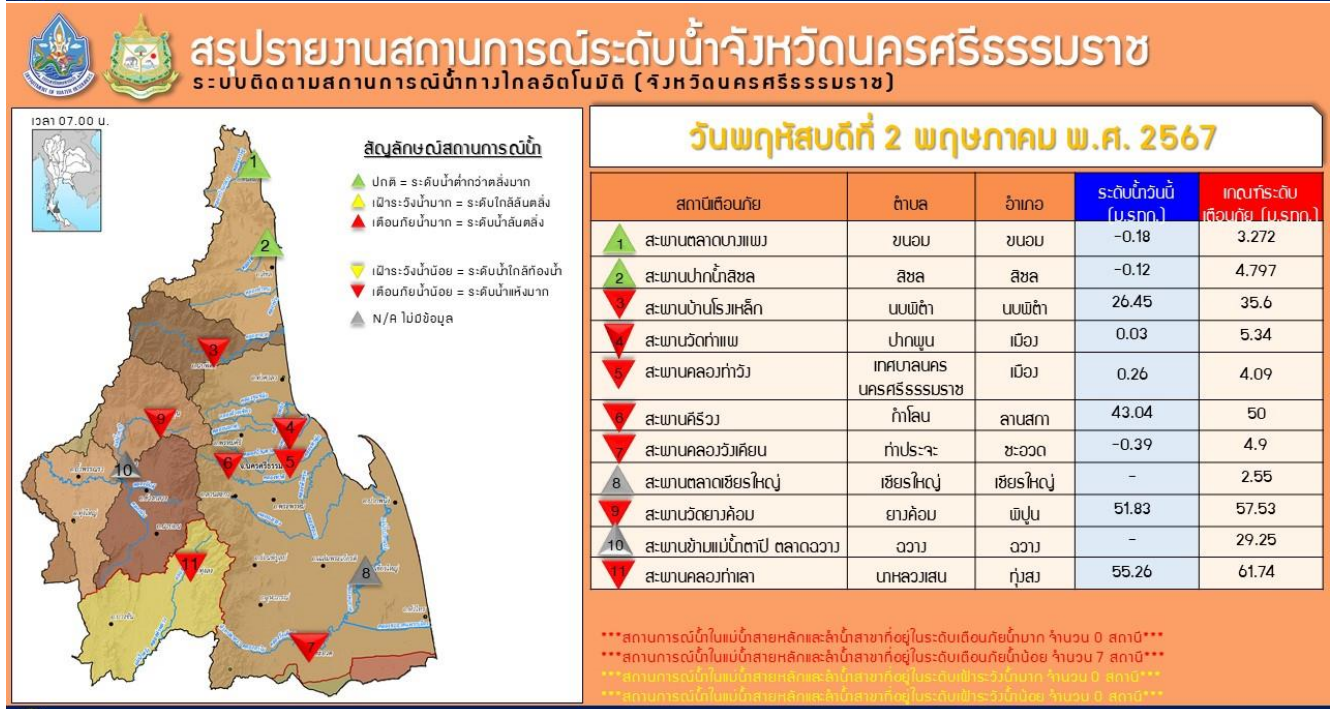 สรุปรายงานสถานการณ์ระดับน้ำจังหวัดนครศรีธรรมราช
ระบบติดตามสถานการณ์น้ำทางไกลอัตโนมัติ (จังหวัดนครศรีธรรมราช)
เวลา 07.00 น.
สัญลักษณ์สถานการณ์น้ำ
ปกติ = ระดับน้ำต่ำกว่าตลิ่งมาก
เฝ้าระวังน้ำมาก = ระดับใกล้ล้นตลิ่ง
เตือนภัยน้ำมาก = ระดับน้ำล้นตลิ่ง
เฝ้าระวังน้ำน้อย = ระดับน้ำใกล้ท้องน้ำ
เตือนภัยน้ำน้อย = ระดับน้ำแห้งมาก
N/A ไม่มีข้อมูล
1
2
3
9
4
10
6
5
11
8
7
วันพฤหัสบดีที่ 2 พฤษภาคม พ.ศ. 2567
สถานีเตือนภัย ตำบล อำเภอ ระดับน้ำวันนี้ (ม.รทก.) เกณฑ์ระดับเตือนภัย (ม.รทก.)
1 สะพานตลาดบางแพง ขนอม ขนอม -0.18 3.272
2 สะพานปากน้ำสิชล สิชล สิชล -0.12 4.797
3 สะพานบ้านโรงเหล็ก นบพิตำ นบพิตำ 26.45 35.6
4 สะพานวัดท่าแพ ปากพูน เมือง 0.03 5.34
5 สะพานคลองท่าวัง เทศบาลนครนครศรีธรรมราช เมือง 0.26 4.09
6 สะพานคีรีวง กำโลน ลานสกา 43.04 50
7 สะพานคลองวังเคียน ท่าประจะ ชะอวด -0.39 4.9
8 สะพานตลาดเชียรใหญ่ เชียรใหญ่ เชียรใหญ่ - 2.55
9 สะพานวัดยางค้อม ยางค้อม พิปูน 51.83 57.53
10 สะพานข้ามแม่น้ำตาปี ตลาดฉวาง ฉวาง ฉวาง - 29.25
11 สะพานคลองท่าเลา นาหลวงเสน ทุ่งสง 55.26 61.74
***สถานการณ์น้ำในแม่น้ำสายหลักและลำน้ำสาขาที่อยู่ในระดับเตือนภัยน้ำมาก จำนวน 0 สถานี***
***สถานการณ์น้ำในแม่น้ำสายหลักและลำน้ำสาขาที่อยู่ในระดับเตือนภัยน้ำน้อย จำนวน 7 สถานี***
***สถานการณ์น้ำในแม่น้ำสายหลักและลำน้ำสาขาที่อยู่ในระดับเฝ้าระวังน้ำมาก จำนวน 0 สถานี***
***สถานการณ์น้ำในแม่น้ำสายหลักและลำน้ำสาขาที่อยู่ในระดับเฝ้าระวังน้ำน้อย จำนวน 0 สถานี***